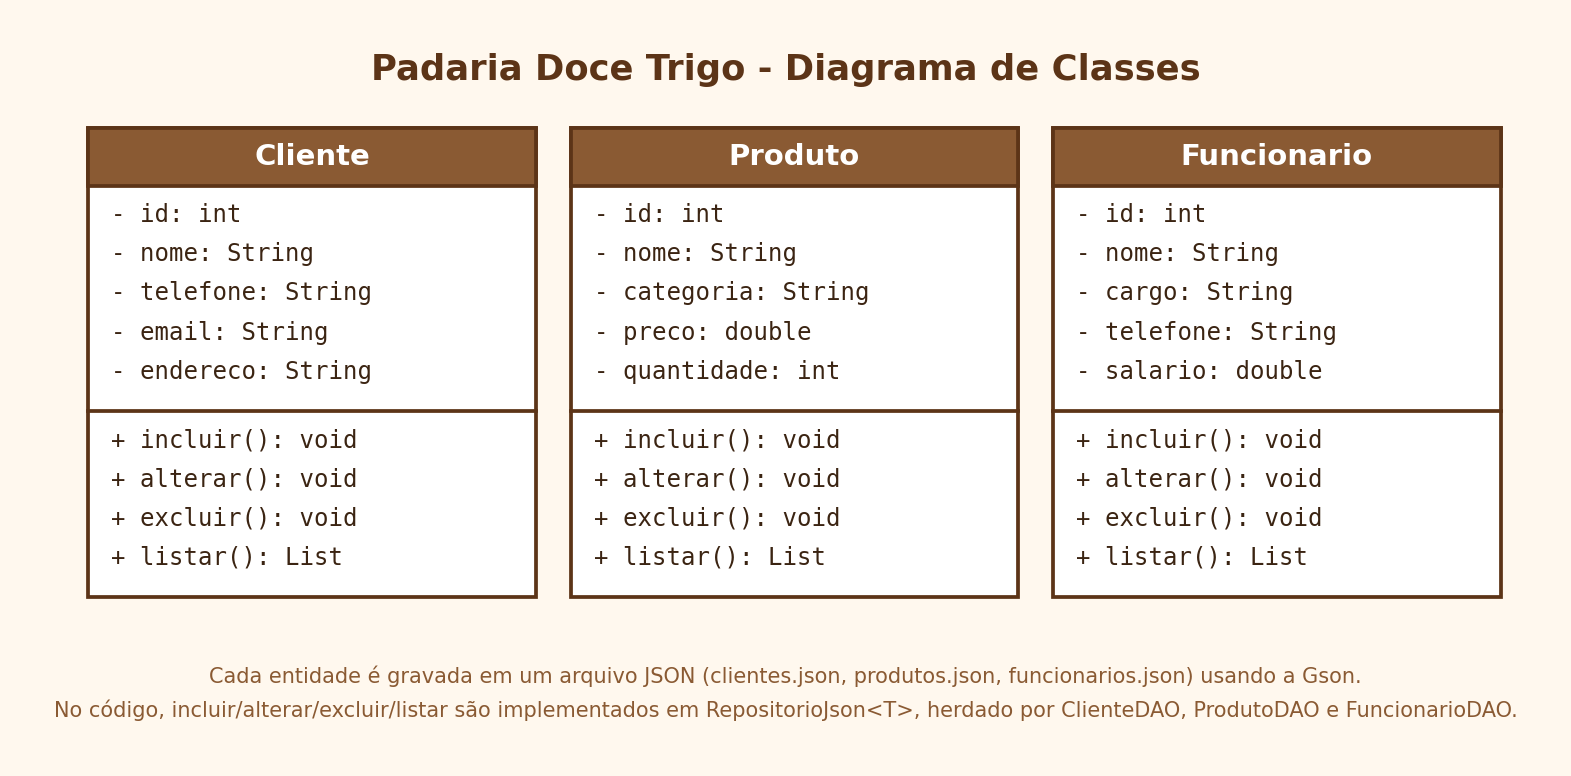 Padaria Doce Trigo - Diagrama de Classes
Cliente
- id: int
- nome: String
- telefone: String
- email: String
- endereco: String
+ incluir(): void
+ alterar(): void
+ excluir(): void
+ listar(): List
Produto
- id: int
- nome: String
- categoria: String
- preco: double
- quantidade: int
+ incluir(): void
+ alterar(): void
+ excluir(): void
+ listar(): List
Funcionario
- id: int
- nome: String
- cargo: String
- telefone: String
- salario: double
+ incluir(): void
+ alterar(): void
+ excluir(): void
+ listar(): List
Cada entidade é gravada em um arquivo JSON (clientes.json, produtos.json, funcionarios.json) usando a Gson.
No código, incluir/alterar/excluir/listar são implementados em RepositorioJson<T>, herdado por ClienteDAO, ProdutoDAO e FuncionarioDAO.